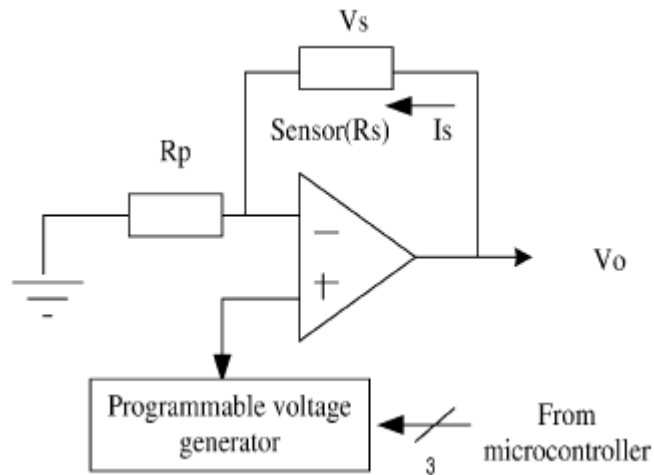 Vs
Sensor(Rs)
Is
Rp
−
+
Vo
Programmable voltage
generator
3
From
microcontroller